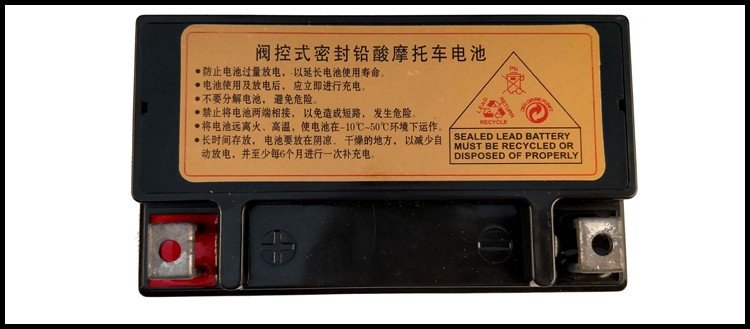 阀控式密封铅酸摩托车电池
●防止电池过量放电，以延长电池使用寿命。
●电池使用及放电后，应立即进行充电。
●不要分解电池，避免危险。
●禁止将电池两端相接，以免造成短路，发生危险。
●将电池远离火、高温，使电池在-10℃~50℃环境下运作。
●长时间存放，电池要放在阴凉、干燥的地方，以减少自
动放电，并至少每6个月进行一次补充电。
Pb
LEAD
RETURN
RECYCLE
SEALED LEAD BATTERY
MUST BE RECYCLED OR
DISPOSED OF PROPERLY